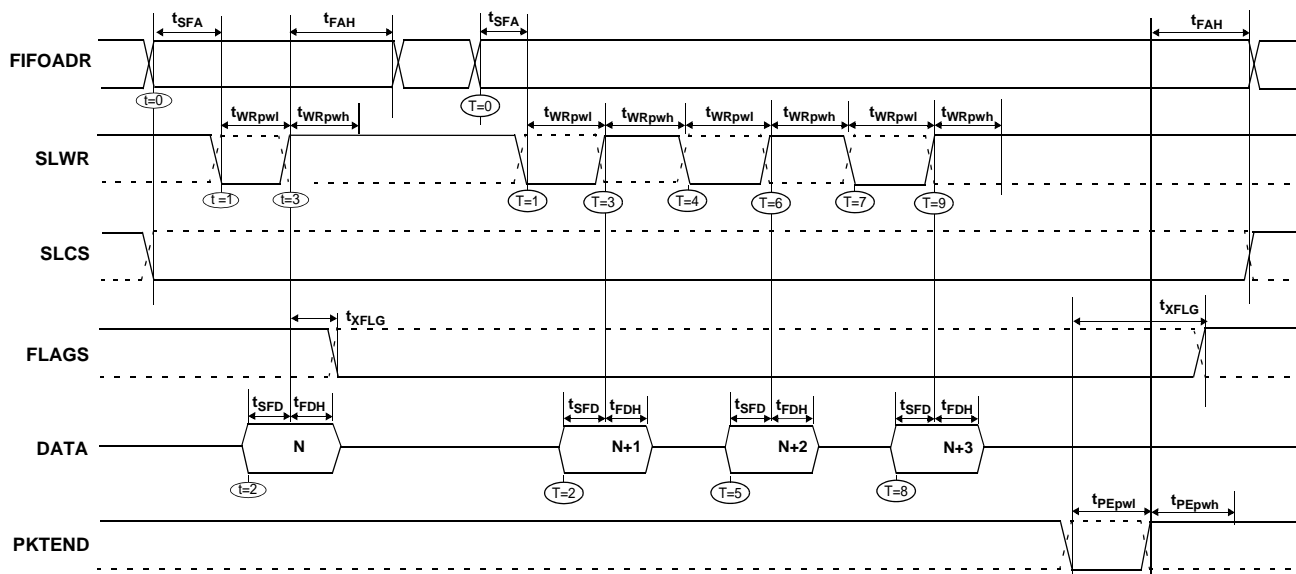 tSFA tFAH tSFA tFAH
FIFOADR
t=0 T=0
tWRpwl tWRpwh tWRpwl tWRpwh tWRpwl tWRpwh tWRpwl tWRpwh
SLWR
t =1 t=3 T=1 T=3 T=4 T=6 T=7 T=9
SLCS
tXFLG tXFLG
FLAGS
tSFD tFDH tSFD tFDH tSFD tFDH tSFD tFDH
DATA N N+1 N+2 N+3
t=2 T=2 T=5 T=8
tPEpwl tPEpwh
PKTEND